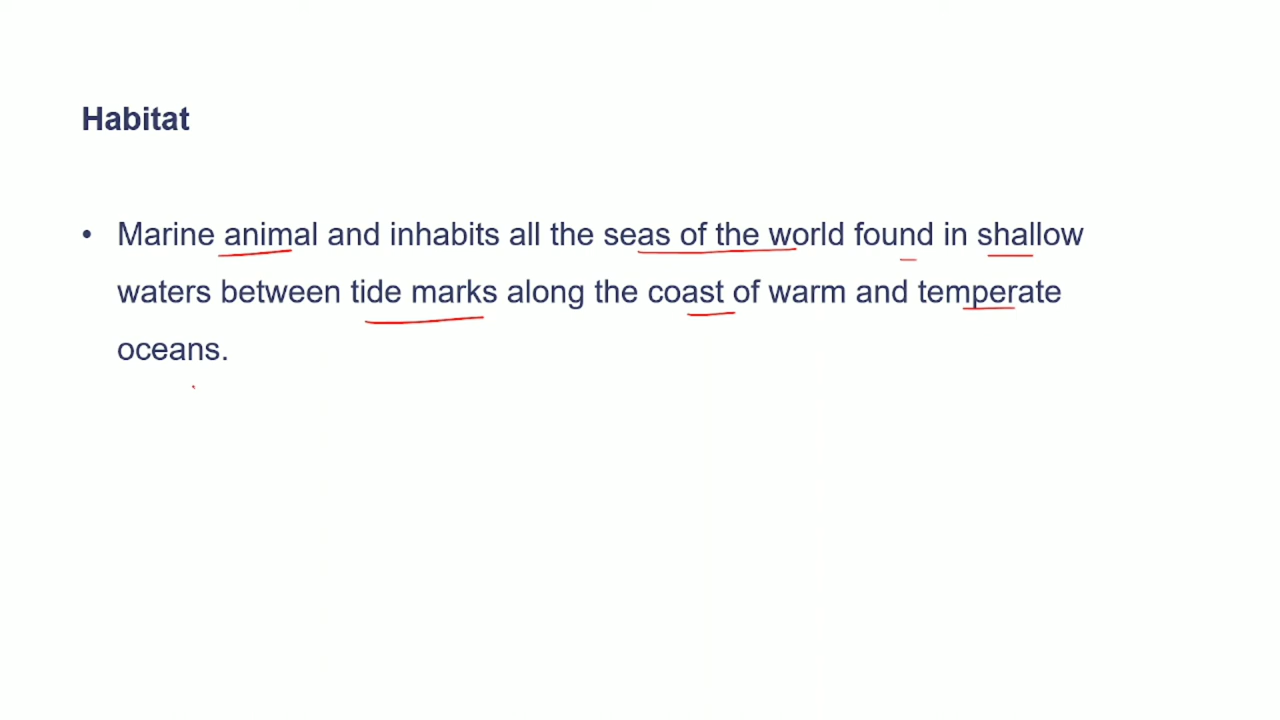 Habitat
• Marine animal and inhabits all the seas of the world found in shallow
waters between tide marks along the coast of warm and temperate
oceans.